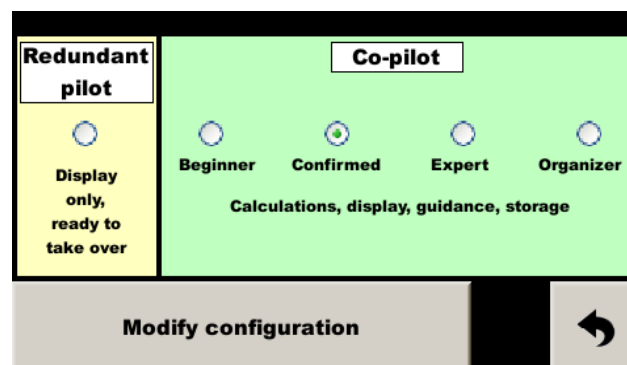 Redundant
pilot
Display
only,
ready to
take over
Co-pilot
Beginner Confirmed Expert Organizer
Calculations, display, guidance, storage
Modify configuration